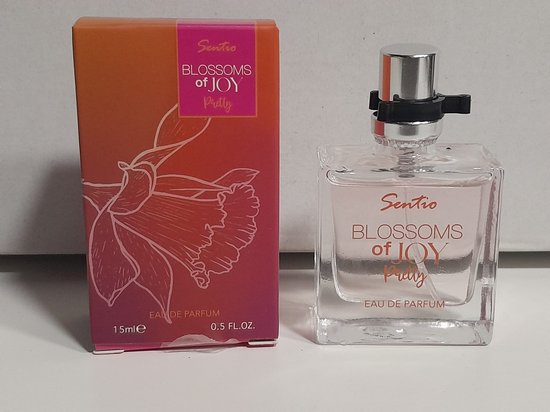 Sentio
BLOSSOMS
of JOY
Pretty
EAU DE PARFUM
15ml℮
0.5 FL.OZ.
Sentio
BLOSSOMS
of JOY
Pretty
EAU DE PARFUM